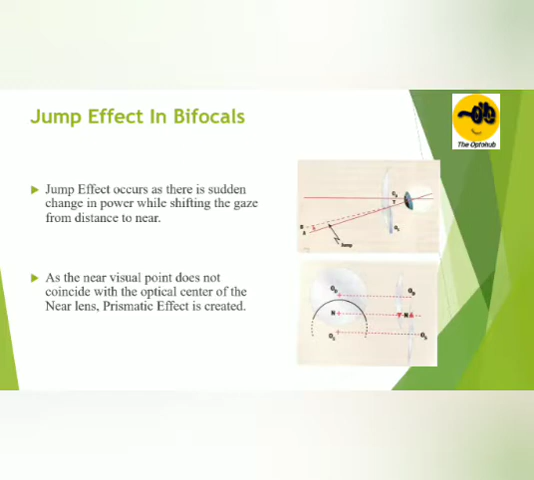 Jump Effect In Bifocals
The Optohub
Jump Effect occurs as there is sudden
change in power while shifting the gaze
from distance to near.
Jump
As the near visual point does not
coincide with the optical center of the
Near lens, Prismatic Effect is created.
N
N